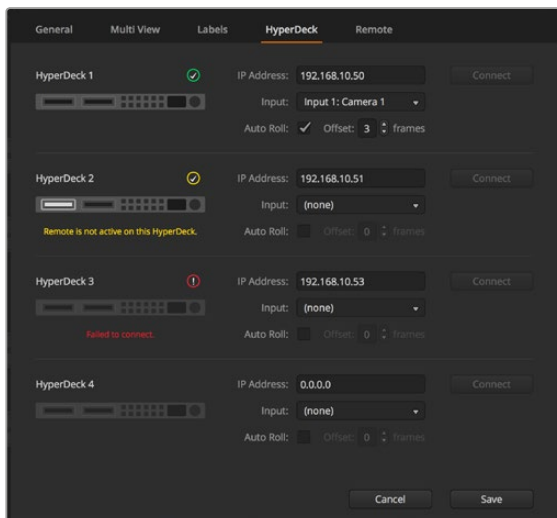 General Multi View Labels HyperDeck Remote
HyperDeck 1 IP Address: 192.168.10.50 Connect
Input: Input 1: Camera 1
Auto Roll: Offset: 3 frames
HyperDeck 2 IP Address: 192.168.10.51 Connect
Input: (none)
Remote is not active on this HyperDeck.
Auto Roll: Offset: 0 frames
HyperDeck 3 IP Address: 192.168.10.53 Connect
Input: (none)
Failed to connect.
Auto Roll: Offset: 0 frames
HyperDeck 4 IP Address: 0.0.0.0 Connect
Input: (none)
Auto Roll: Offset: 0 frames
Cancel Save